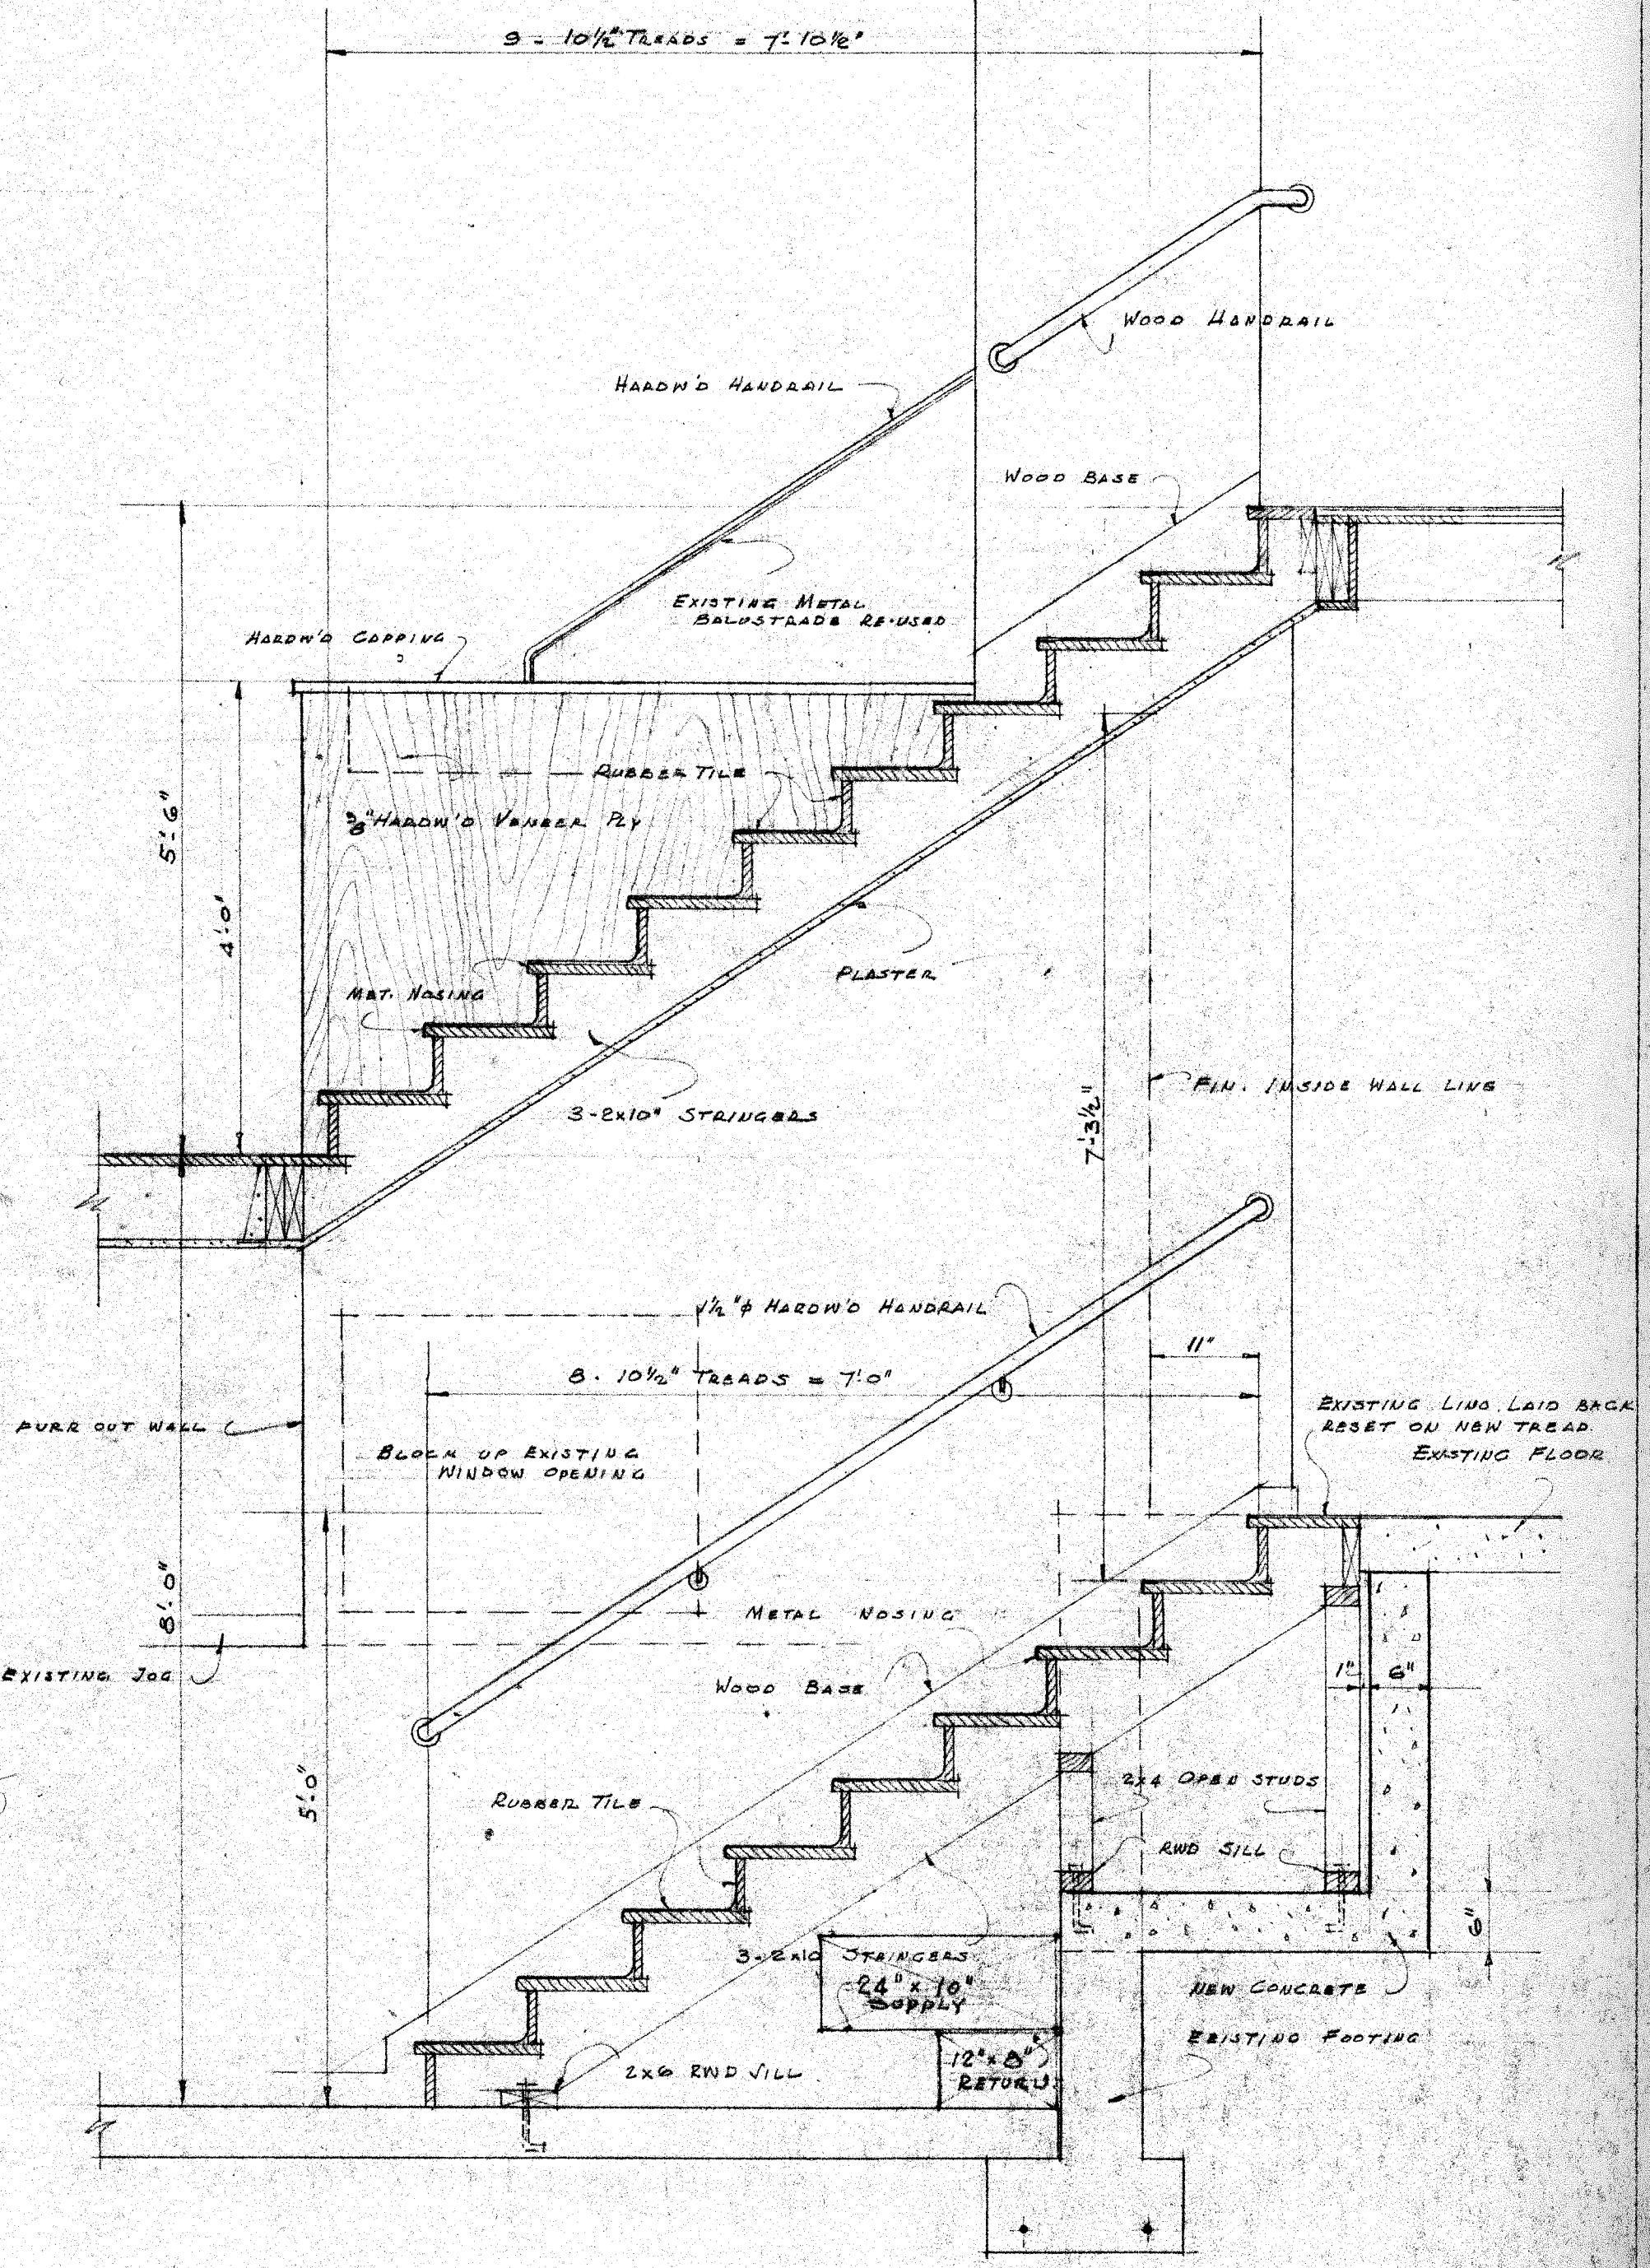 9 - 10½" TREADS = 7'-10½"
WOOD HANDRAIL
HARDW'D HANDRAIL
WOOD BASE
EXISTING METAL
BALUSTRADE RE-USED
HARDW'D CAPPING
RUBBER TILE
3/8" HARDW'D VENEER PLY
5'-6"
4'-0"
MET. NOSING
PLASTER
3-2x10" STRINGERS
FIN. INSIDE WALL LINE
7'-3½"
1½"ϕ HARDW'D HANDRAIL
11"
8 - 10½" TREADS = 7'-0"
EXISTING LINO LAID BACK
RESET ON NEW TREAD.
EXISTING FLOOR
FURR OUT WALL
BLOCK UP EXISTING
WINDOW OPENING
8'-0"
METAL NOSING
EXISTING JOG
WOOD BASE
1" 6"
5'-0"
2x4 OPEN STUDS
RUBBER TILE
RWD SILL
6"
3-2x10 STRINGERS
24" x 10"
SUPPLY
NEW CONCRETE
EXISTING FOOTING
12" x 8"
RETURN
2x6 RWD SILL